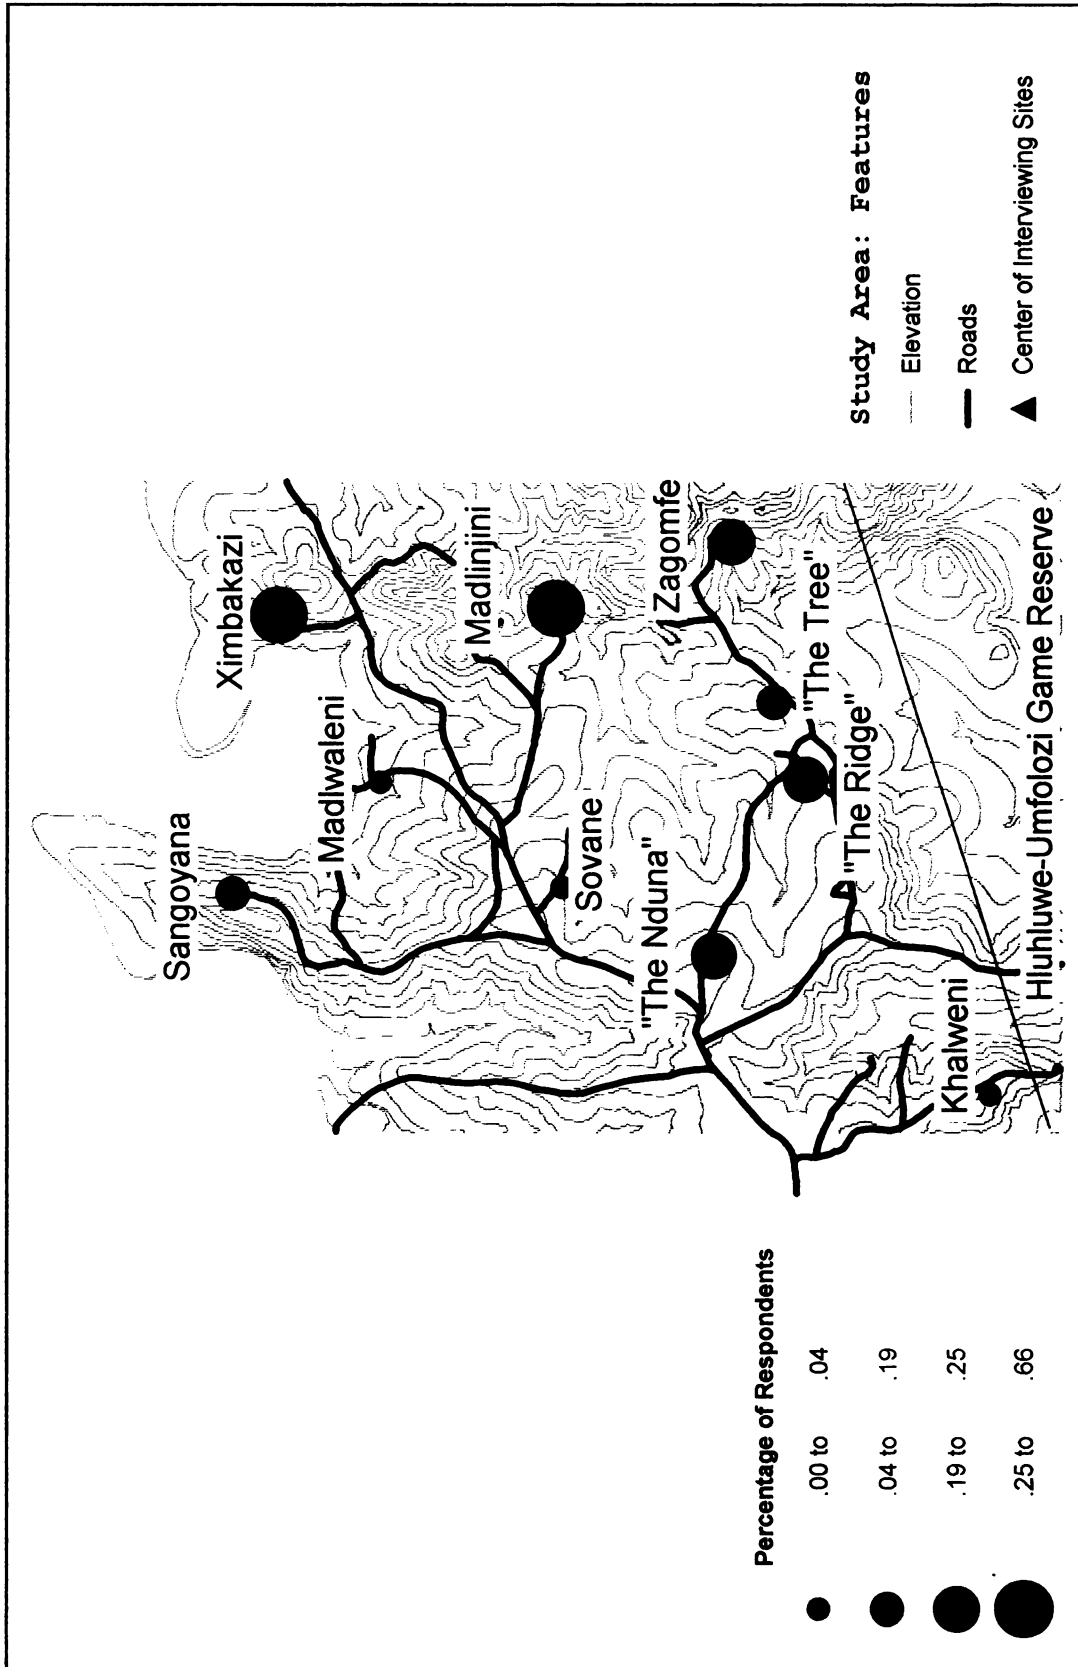 Sangoyana
Ximbakazi
Madlwaleni
Madlinjini
Sovane
"The Nduna"
Zagomfe
"The Tree"
"The Ridge"
Khalweni
Hluhluwe-Umfolozi Game Reserve
Percentage of Respondents
.00 to .04
.04 to .19
.19 to .25
.25 to .66
Study Area: Features
Elevation
Roads
Center of Interviewing Sites